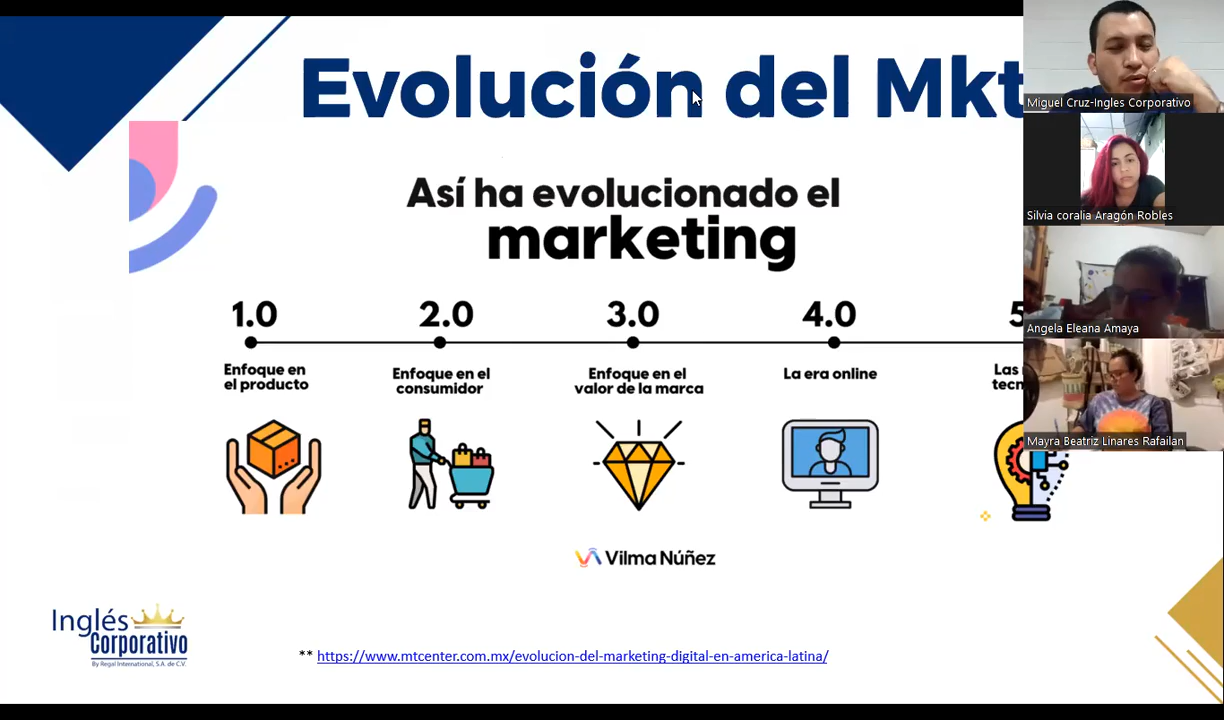 Evolución del Mkt
Así ha evolucionado el
marketing
1.0
2.0
3.0
4.0
5
Enfoque en
el producto
Enfoque en el
consumidor
Enfoque en el
valor de la marca
La era online
Las
tecn
Vilma Núñez
Inglés
Corporativo
By Regal International, S.A. de C.V.
** https://www.mtcenter.com.mx/evolucion-del-marketing-digital-en-america-latina/
Miguel Cruz-Ingles Corporativo
Silvia coralia Aragón Robles
Angela Eleana Amaya
Mayra Beatriz Linares Rafailan